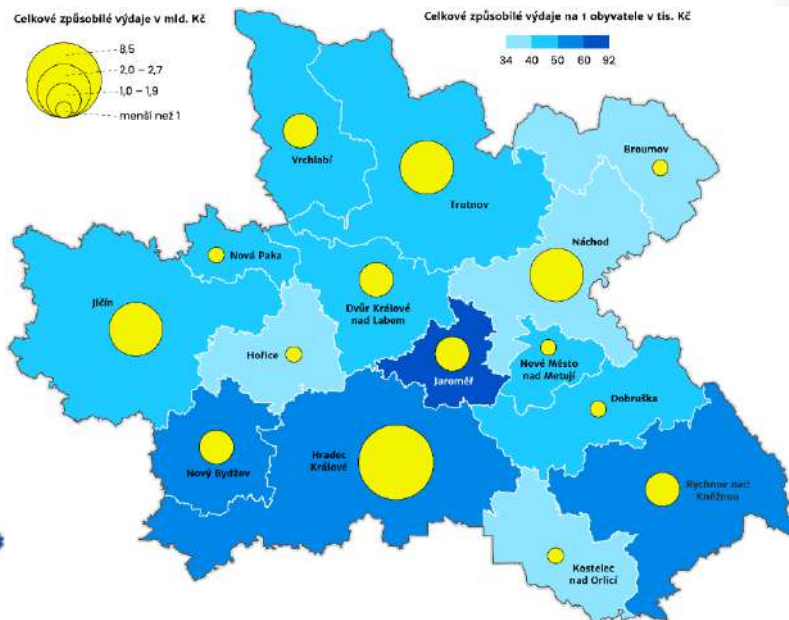 Celkové způsobilé výdaje v mld. Kč
8,5
2,0 – 2,7
1,0 – 1,9
menší než 1
Celkové způsobilé výdaje na 1 obyvatele v tis. Kč
34 40 50 60 92
Vrchlabí
Trutnov
Broumov
Nová Paka
Náchod
Jičín
Dvůr Králové
nad Labem
Hořice
Jaroměř
Nové Město
nad Metují
Dobruška
Nový Bydžov
Hradec
Králové
Rychnov nad
Kněžnou
Kostelec
nad Orlicí